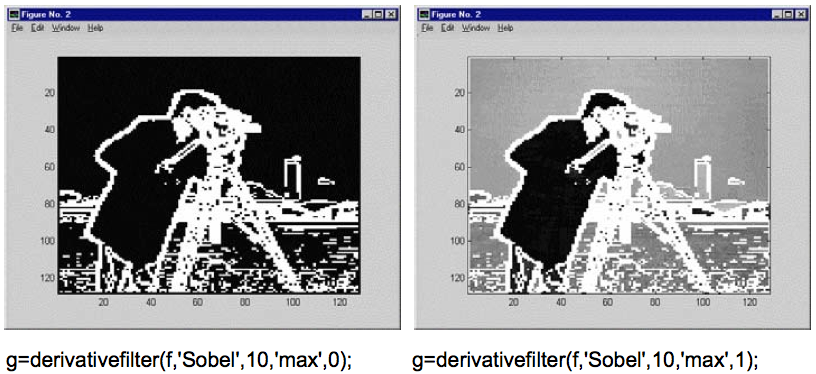 Figure No. 2
File Edit Window Help
20
40
60
80
100
120
20 40 60 80 100 120
g=derivativefilter(f,'Sobel',10,'max',0);
Figure No. 2
File Edit Window Help
20
40
60
80
100
120
20 40 60 80 100 120
g=derivativefilter(f,'Sobel',10,'max',1);